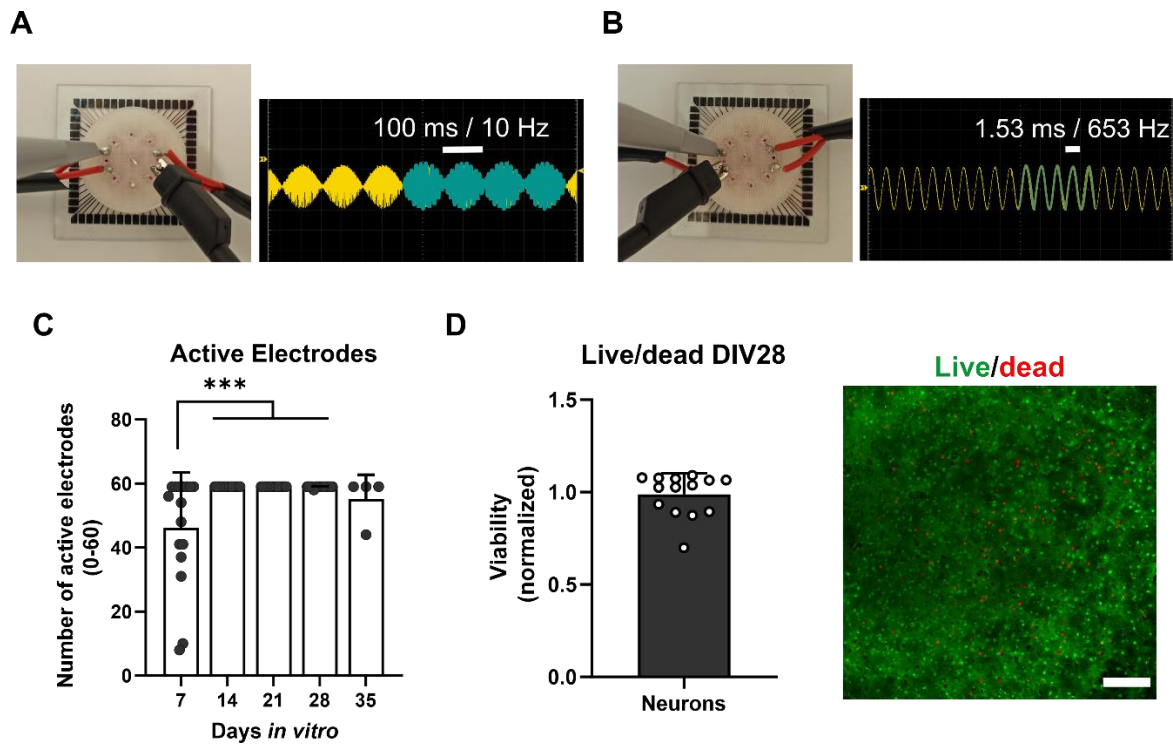 A
B
100 ms / 10 Hz
1.53 ms / 653 Hz
C
D
Active Electrodes
***
Number of active electrodes
(0-60)
80
60
40
20
0
7 14 21 28 35
Days in vitro
Live/dead DIV28
Viability
(normalized)
1.5
1.0
0.5
0.0
Neurons
Live/dead